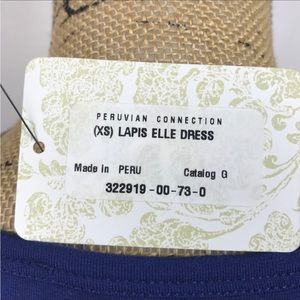 PERUVIAN CONNECTION
(XS) LAPIS ELLE DRESS
Made in PERU Catalog G
322919-00-73-0